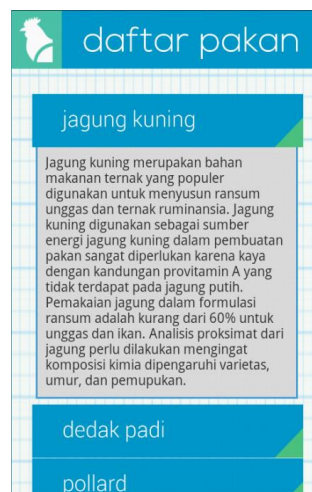 daftar pakan
jagung kuning
Jagung kuning merupakan bahan
makanan ternak yang populer
digunakan untuk menyusun ransum
unggas dan ternak ruminansia. Jagung
kuning digunakan sebagai sumber
energi jagung kuning dalam pembuatan
pakan sangat diperlukan karena kaya
dengan kandungan provitamin A yang
tidak terdapat pada jagung putih.
Pemakaian jagung dalam formulasi
ransum adalah kurang dari 60% untuk
unggas dan ikan. Analisis proksimat dari
jagung perlu dilakukan mengingat
komposisi kimia dipengaruhi varietas,
umur, dan pemupukan.
dedak padi
pollard